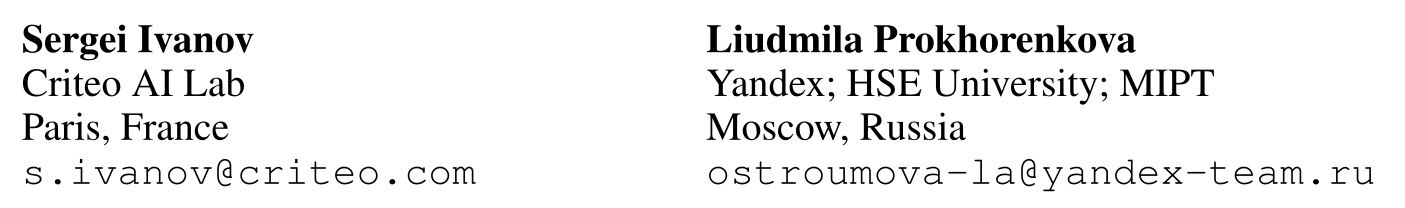 Sergei Ivanov
Criteo AI Lab
Paris, France
s.ivanov@criteo.com
Liudmila Prokhorenkova
Yandex; HSE University; MIPT
Moscow, Russia
ostroumova-la@yandex-team.ru